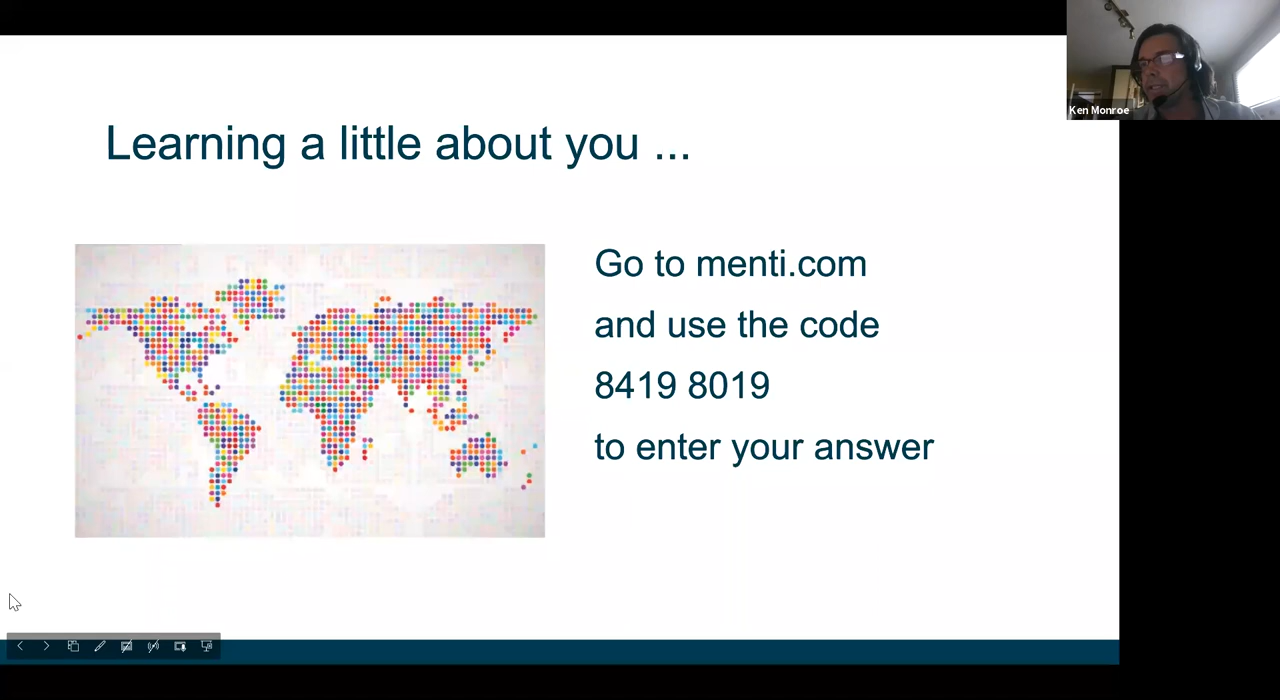 Ken Monroe
Learning a little about you ...
Go to menti.com
and use the code
8419 8019
to enter your answer